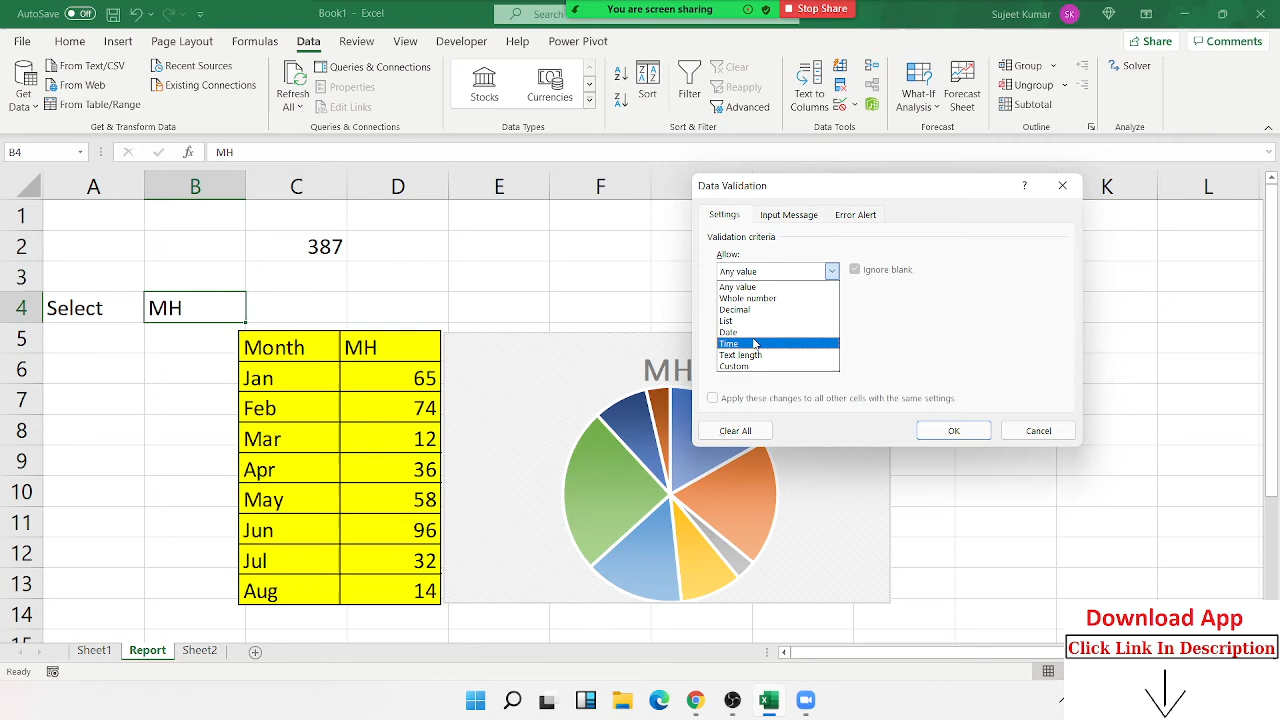 AutoSave Off Book1 - Excel Search You are screen sharing Stop Share Sujeet Kumar SK
File Home Insert Page Layout Formulas Data Review View Developer Help Power Pivot Share Comments
Get Data From Text/CSV From Web From Table/Range Recent Sources Existing Connections
Refresh All Queries & Connections Properties Edit Links
Stocks Currencies
Sort Filter Clear Reapply Advanced
Text to Columns
What-If Analysis Forecast Sheet
Group Ungroup Subtotal
Solver
Get & Transform Data Queries & Connections Data Types Sort & Filter Data Tools Forecast Outline Analyze
B4 fx MH
A B C D E F K L
1
2 387
3
4 Select MH
5 Month MH
6 Jan 65
7 Feb 74
8 Mar 12
9 Apr 36
10 May 58
11 Jun 96
12 Jul 32
13 Aug 14
14
15
MH
Data Validation ?
Settings Input Message Error Alert
Validation criteria
Allow:
Any value Ignore blank
Any value
Whole number
Decimal
List
Date
Time
Text length
Custom
Apply these changes to all other cells with the same settings
Clear All OK Cancel
Sheet1 Report Sheet2
Ready
Download App
Click Link In Description